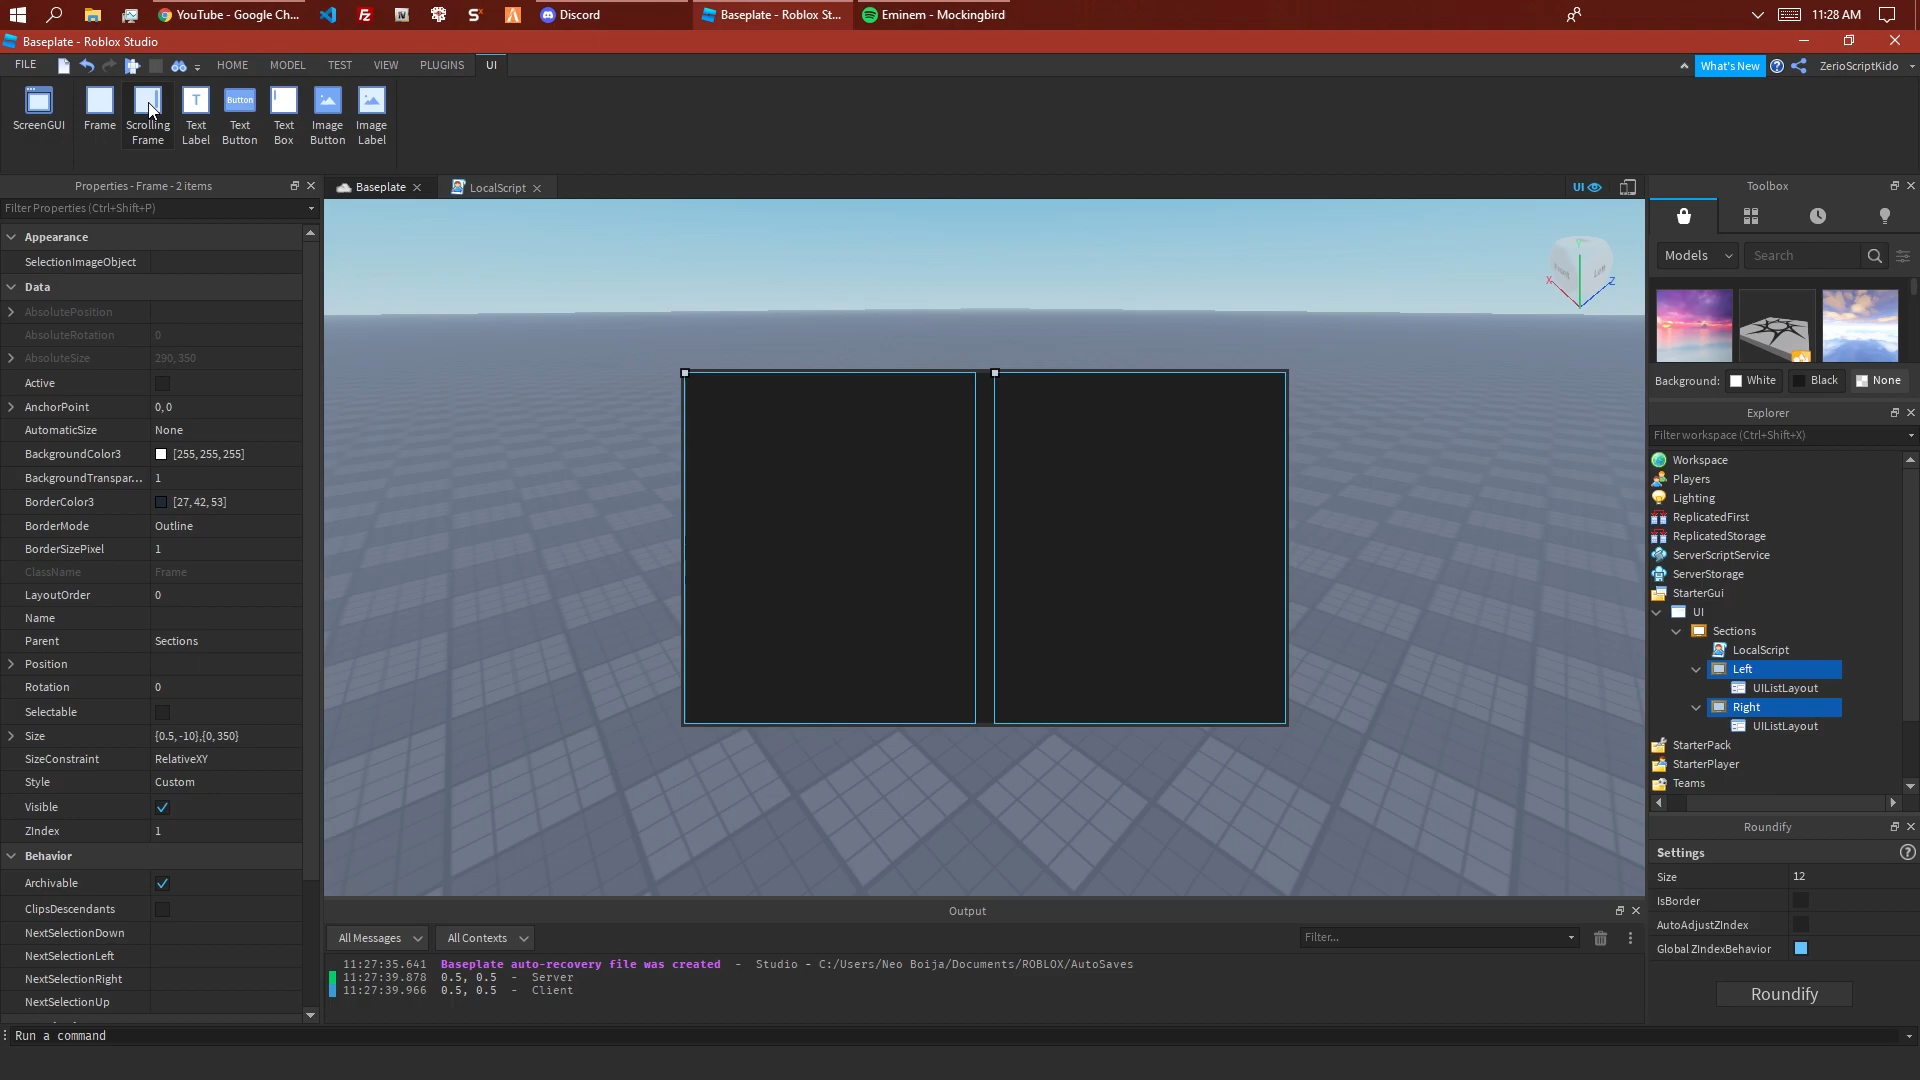 YouTube - Google Ch...
Discord
Baseplate - Roblox St...
Eminem - Mockingbird
11:28 AM
Baseplate - Roblox Studio
FILE
HOME
MODEL
TEST
VIEW
PLUGINS
UI
What's New
ZerioScriptKido
ScreenGUI
Frame
Scrolling Frame
Text Label
Text Button
Button
Text Box
Image Button
Image Label
Properties - Frame - 2 items
Filter Properties (Ctrl+Shift+P)
Appearance
SelectionImageObject
Data
AbsolutePosition
AbsoluteRotation 0
AbsoluteSize 290, 350
Active
AnchorPoint 0, 0
AutomaticSize None
BackgroundColor3 [255, 255, 255]
BackgroundTranspar... 1
BorderColor3 [27, 42, 53]
BorderMode Outline
BorderSizePixel 1
ClassName Frame
LayoutOrder 0
Name
Parent Sections
Position
Rotation 0
Selectable
Size {0.5, -10},{0, 350}
SizeConstraint RelativeXY
Style Custom
Visible
ZIndex 1
Behavior
Archivable
ClipsDescendants
NextSelectionDown
NextSelectionLeft
NextSelectionRight
NextSelectionUp
Run a command
Baseplate
LocalScript
UI
X
Z
Output
All Messages
All Contexts
Filter...
11:27:35.641 Baseplate auto-recovery file was created - Studio - C:/Users/Neo Boija/Documents/ROBLOX/AutoSaves
11:27:39.878 0.5, 0.5 - Server
11:27:39.966 0.5, 0.5 - Client
Toolbox
Models
Search
Background: White Black None
Explorer
Filter workspace (Ctrl+Shift+X)
Workspace
Players
Lighting
ReplicatedFirst
ReplicatedStorage
ServerScriptService
ServerStorage
StarterGui
UI
Sections
LocalScript
Left
UIListLayout
Right
UIListLayout
StarterPack
StarterPlayer
Teams
Roundify
Settings
Size 12
IsBorder
AutoAdjustZIndex
Global ZIndexBehavior
Roundify